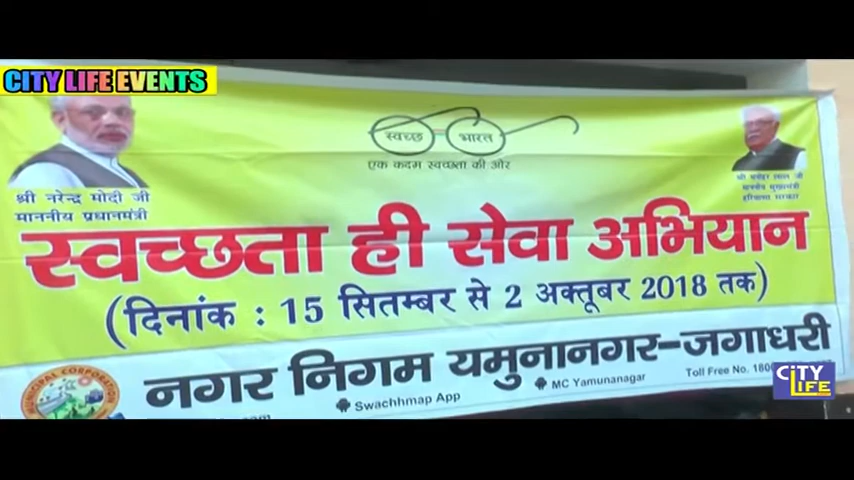 CITY LIFE EVENTS
स्वच्छ भारत
एक कदम स्वच्छता की ओर
श्री नरेन्द्र मोदी जी
माननीय प्रधानमंत्री
श्री मनोहर लाल जी
माननीय मुख्यमंत्री
हरियाणा सरकार
स्वच्छता ही सेवा अभियान
(दिनांक : 15 सितम्बर से 2 अक्तूबर 2018 तक)
नगर निगम यमुनानगर-जगाधरी
MUNICIPAL CORPORATION
Swachhmap App
MC Yamunanagar
Toll Free No.
CITY
LIFE